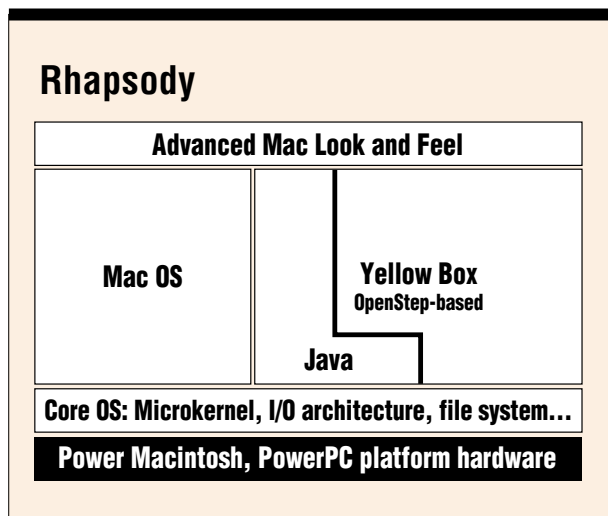 Rhapsody
Advanced Mac Look and Feel
Mac OS
Yellow Box
OpenStep-based
Java
Core OS: Microkernel, I/O architecture, file system...
Power Macintosh, PowerPC platform hardware